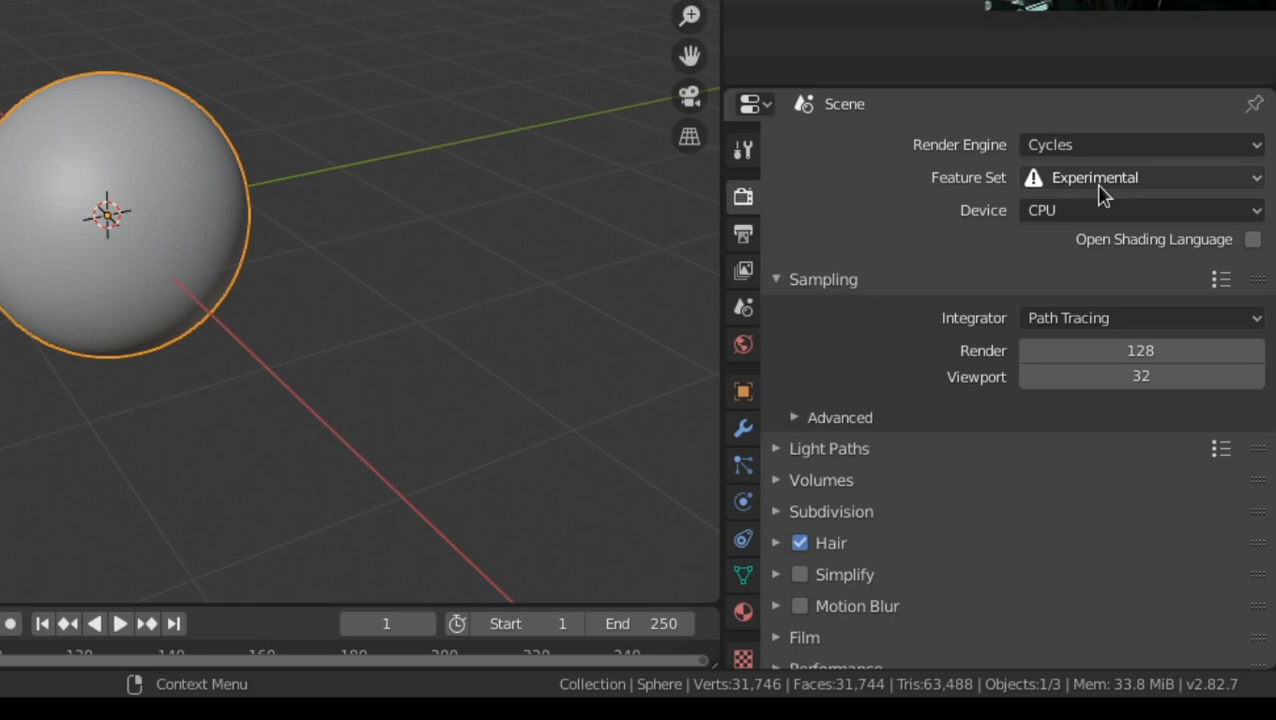 Scene
Render Engine Cycles
Feature Set Experimental
Device CPU
Open Shading Language
Sampling
Integrator Path Tracing
Render 128
Viewport 32
Advanced
Light Paths
Volumes
Subdivision
Hair
Simplify
Motion Blur
Film
Performance
1 Start 1 End 250
120 140 160 180 200 220 240
Context Menu
Collection | Sphere | Verts:31,746 | Faces:31,744 | Tris:63,488 | Objects:1/3 | Mem: 33.8 MiB | v2.82.7